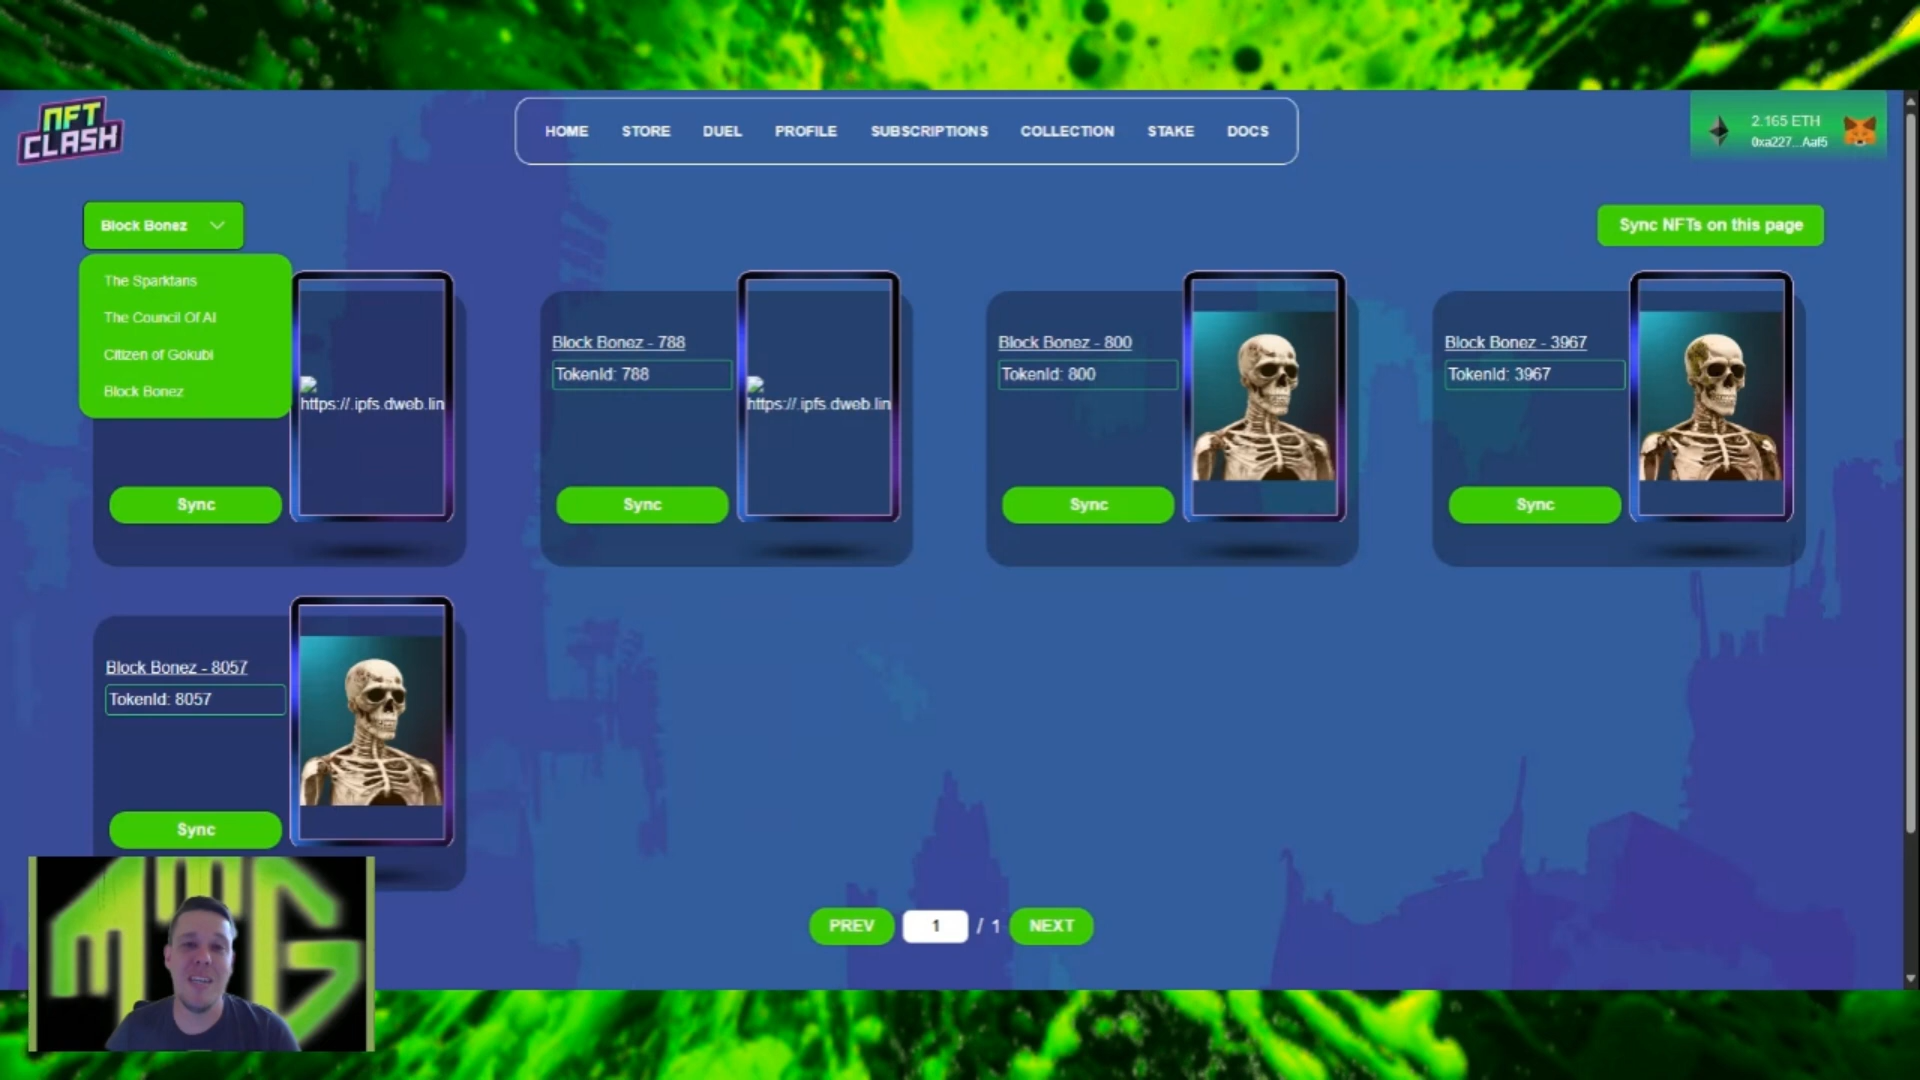 NFT
CLASH
HOME
STORE
DUEL
PROFILE
SUBSCRIPTIONS
COLLECTION
STAKE
DOCS
2.165 ETH
0xa227...Aaf5
Block Bonez
Sync NFTs on this page
The Sparktans
The Council Of AI
Citizen of Gokubi
Block Bonez
https://.ipfs.dweb.lin
Sync
Block Bonez - 788
TokenId: 788
https://.ipfs.dweb.lin
Sync
Block Bonez - 800
TokenId: 800
Sync
Block Bonez - 3967
TokenId: 3967
Sync
Block Bonez - 8057
TokenId: 8057
Sync
PREV
1
/ 1
NEXT